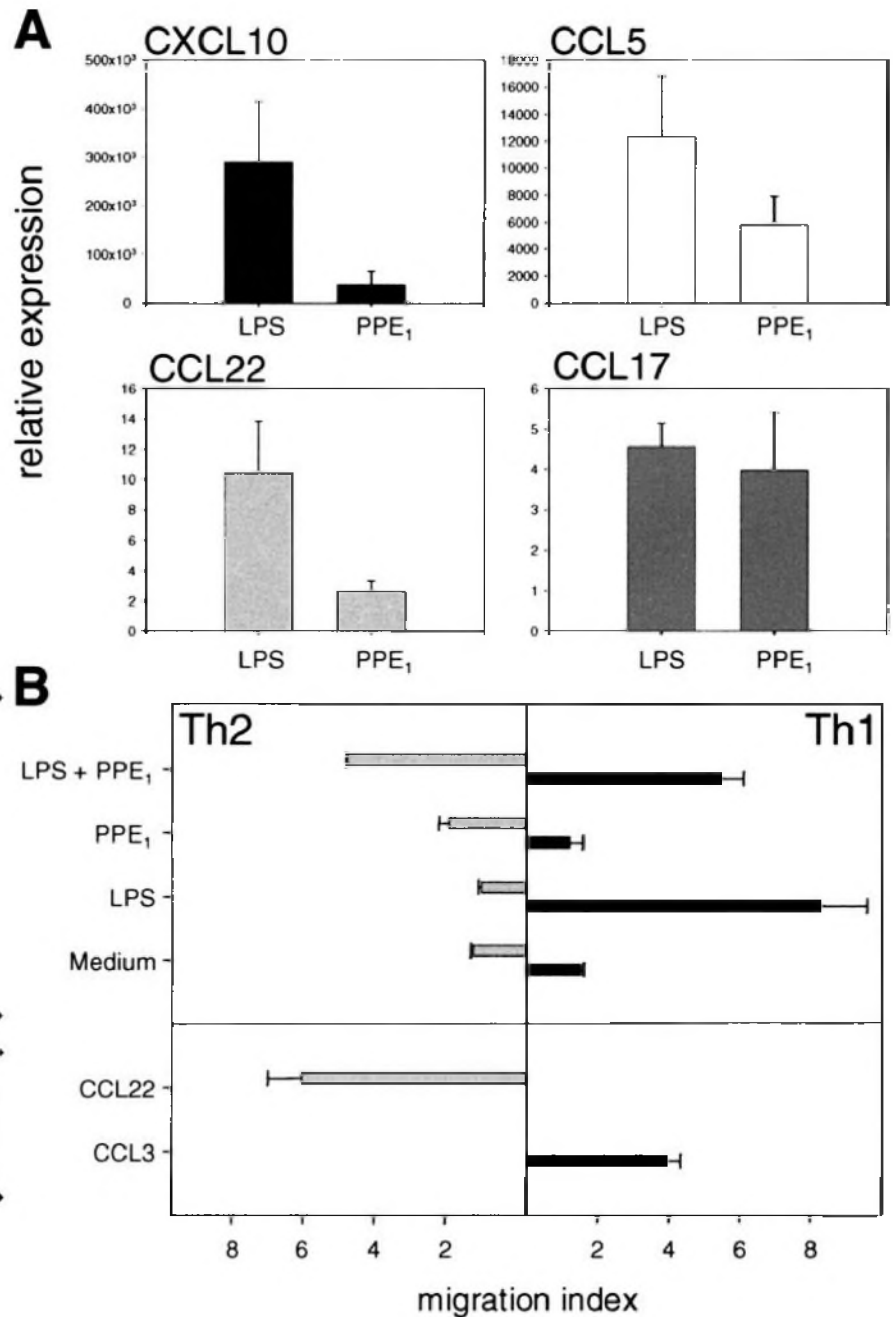 A
CXCL10
500x10³
400x10³
300x10³
200x10³
100x10³
0
LPS
PPE₁
CCL5
18000
16000
14000
12000
10000
8000
6000
4000
2000
0
LPS
PPE₁
relative expression
CCL22
16
14
12
10
8
6
4
2
0
LPS
PPE₁
CCL17
6
5
4
3
2
1
0
LPS
PPE₁
B
Th2
Th1
LPS + PPE₁
PPE₁
LPS
Medium
CCL22
CCL3
8 6 4 2 2 4 6 8
migration index